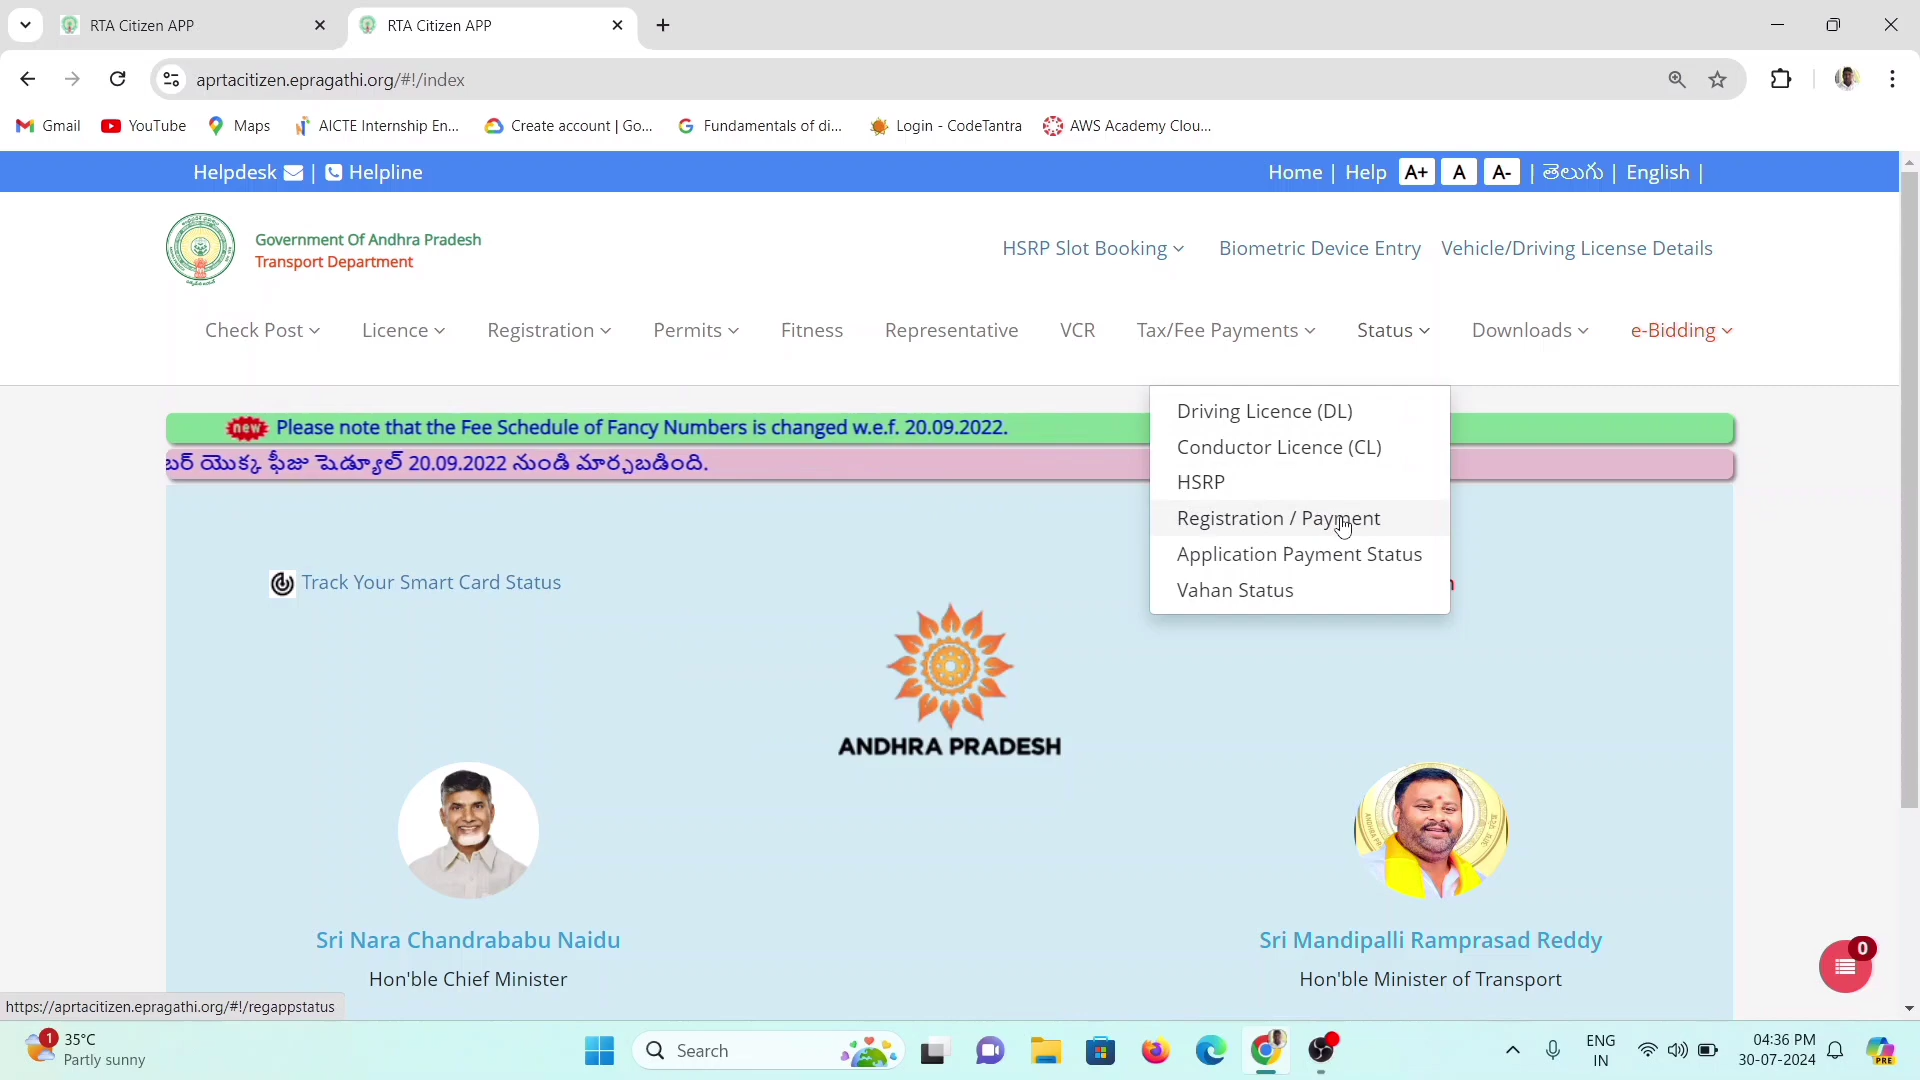 RTA Citizen APP
RTA Citizen APP
aprtacitizen.epragathi.org/#!/index
Gmail
YouTube
Maps
AICTE Internship En...
Create account | Go...
Fundamentals of di...
Login - CodeTantra
AWS Academy Clou...
Helpdesk | Helpline
Home | Help A+ A A- | తెలుగు | English |
Government Of Andhra Pradesh
Transport Department
HSRP Slot Booking
Biometric Device Entry
Vehicle/Driving License Details
Check Post
Licence
Registration
Permits
Fitness
Representative
VCR
Tax/Fee Payments
Status
Downloads
e-Bidding
Driving Licence (DL)
Conductor Licence (CL)
HSRP
Registration / Payment
Application Payment Status
Vahan Status
new Please note that the Fee Schedule of Fancy Numbers is changed w.e.f. 20.09.2022.
బర్ యొక్క ఫీజు షెడ్యూల్ 20.09.2022 నుండి మార్చబడింది.
Track Your Smart Card Status
ANDHRA PRADESH
Sri Nara Chandrababu Naidu
Hon'ble Chief Minister
Sri Mandipalli Ramprasad Reddy
Hon'ble Minister of Transport
0
https://aprtacitizen.epragathi.org/#!/regappstatus
1
35°C
Partly sunny
Search
ENG
IN
04:36 PM
30-07-2024
PRE